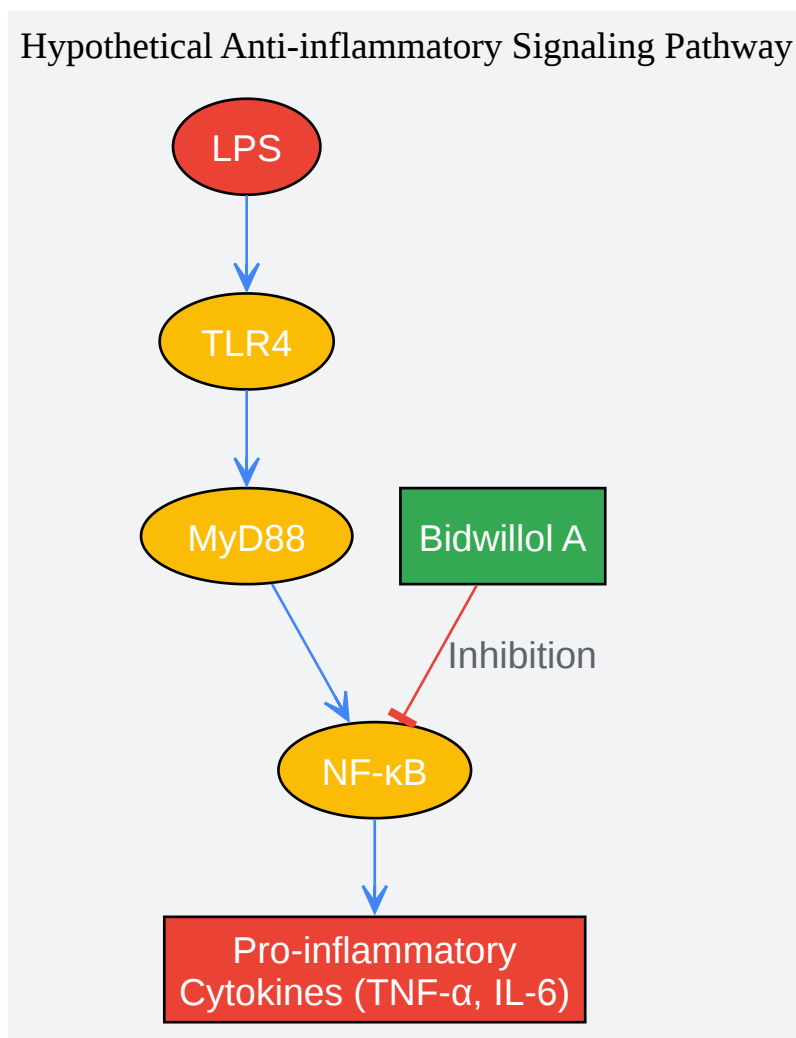 Hypothetical Anti-inflammatory Signaling Pathway
LPS
TLR4
MyD88
Bidwillol A
Inhibition
NF-κB
Pro-inflammatory
Cytokines (TNF-α, IL-6)